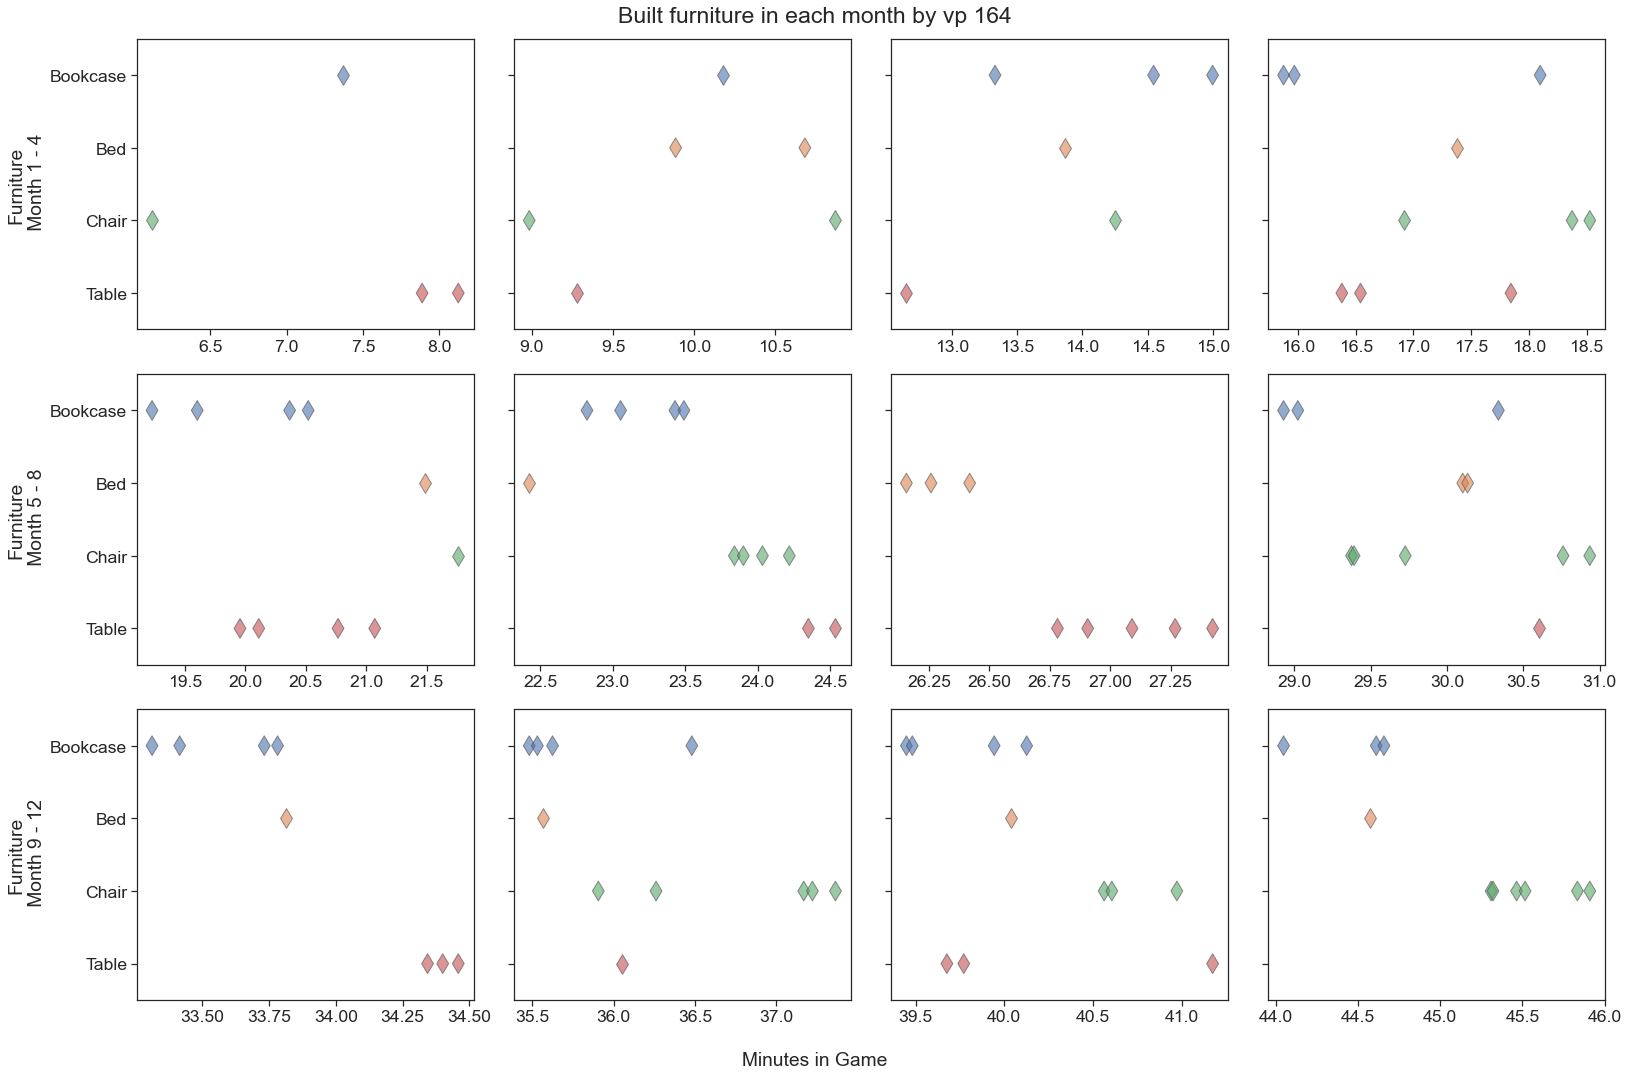 Built furniture in each month by vp 164
Furniture
Month 1 - 4
Bookcase
Bed
Chair
Table
6.5 7.0 7.5 8.0
9.0 9.5 10.0 10.5
13.0 13.5 14.0 14.5 15.0
16.0 16.5 17.0 17.5 18.0 18.5
Furniture
Month 5 - 8
Bookcase
Bed
Chair
Table
19.5 20.0 20.5 21.0 21.5
22.5 23.0 23.5 24.0 24.5
26.25 26.50 26.75 27.00 27.25
29.0 29.5 30.0 30.5 31.0
Furniture
Month 9 - 12
Bookcase
Bed
Chair
Table
33.50 33.75 34.00 34.25 34.50
35.5 36.0 36.5 37.0
39.5 40.0 40.5 41.0
44.0 44.5 45.0 45.5 46.0
Minutes in Game